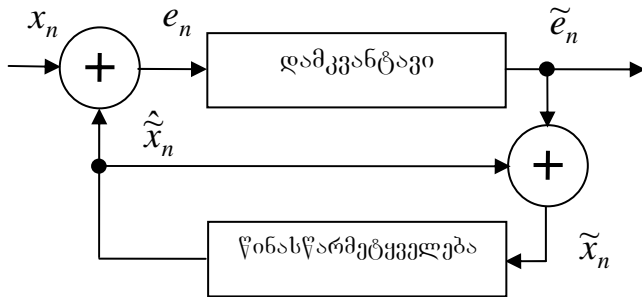 xₙ
+
eₙ
დამკვანტავი
ẽₙ
x̃̂ₙ
+
წინასწარმეტყველება
x̃ₙ